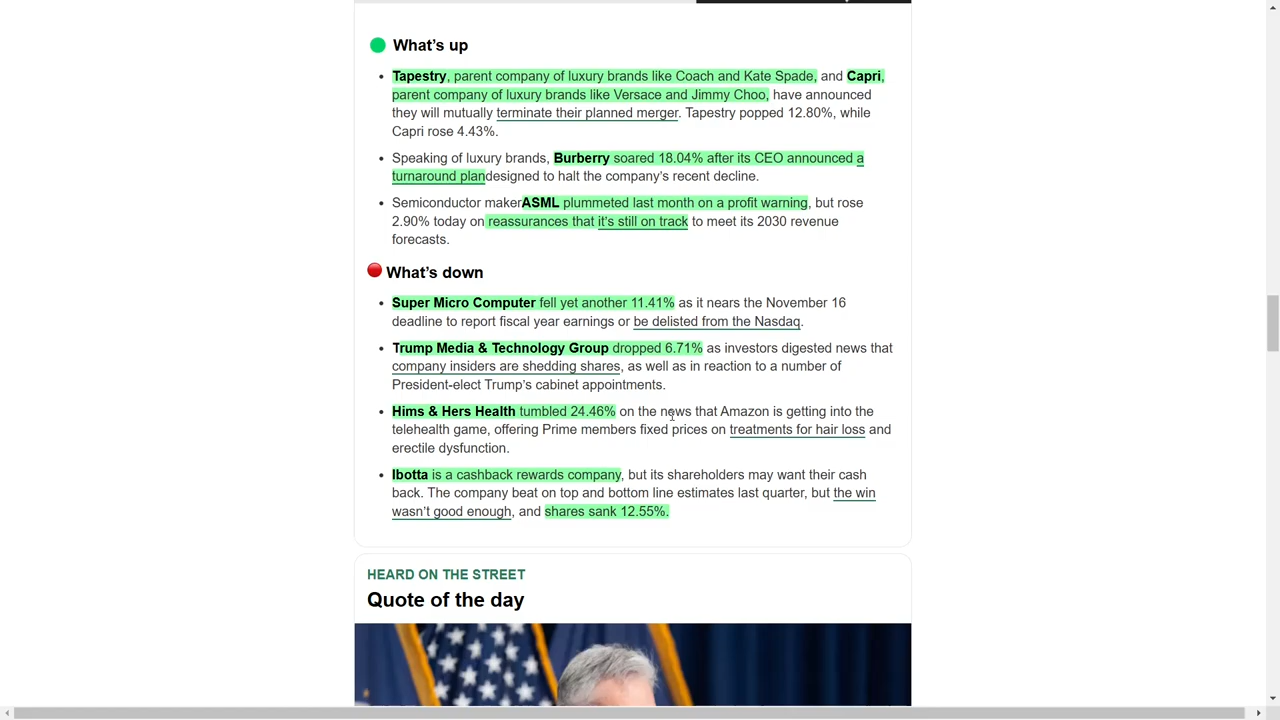 What's up
• Tapestry, parent company of luxury brands like Coach and Kate Spade, and Capri,
parent company of luxury brands like Versace and Jimmy Choo, have announced
they will mutually terminate their planned merger. Tapestry popped 12.80%, while
Capri rose 4.43%.
• Speaking of luxury brands, Burberry soared 18.04% after its CEO announced a
turnaround plandesigned to halt the company's recent decline.
• Semiconductor makerASML plummeted last month on a profit warning, but rose
2.90% today on reassurances that it's still on track to meet its 2030 revenue
forecasts.
What's down
• Super Micro Computer fell yet another 11.41% as it nears the November 16
deadline to report fiscal year earnings or be delisted from the Nasdaq.
• Trump Media & Technology Group dropped 6.71% as investors digested news that
company insiders are shedding shares, as well as in reaction to a number of
President-elect Trump's cabinet appointments.
• Hims & Hers Health tumbled 24.46% on the news that Amazon is getting into the
telehealth game, offering Prime members fixed prices on treatments for hair loss and
erectile dysfunction.
• Ibotta is a cashback rewards company, but its shareholders may want their cash
back. The company beat on top and bottom line estimates last quarter, but the win
wasn't good enough, and shares sank 12.55%.
HEARD ON THE STREET
Quote of the day